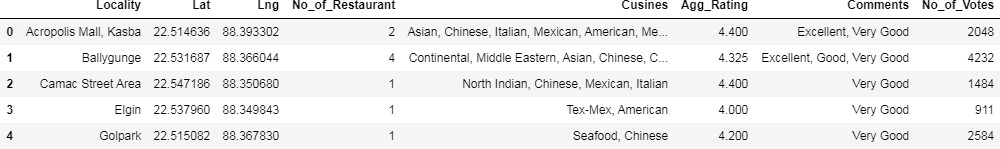 Locality Lat Lng No_of_Restaurant Cusines Agg_Rating Comments No_of_Votes
0 Acropolis Mall, Kasba 22.514636 88.393302 2 Asian, Chinese, Italian, Mexican, American, Me... 4.400 Excellent, Very Good 2048
1 Ballygunge 22.531687 88.366044 4 Continental, Middle Eastern, Asian, Chinese, C... 4.325 Excellent, Good, Very Good 4232
2 Camac Street Area 22.547186 88.350680 1 North Indian, Chinese, Mexican, Italian 4.400 Very Good 1484
3 Elgin 22.537960 88.349843 1 Tex-Mex, American 4.000 Very Good 911
4 Golpark 22.515082 88.367830 1 Seafood, Chinese 4.200 Very Good 2584